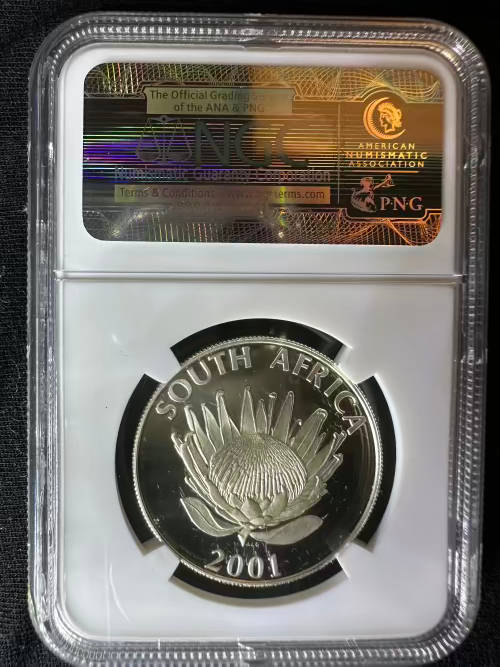 The Official Grading Se
of the ANA & PNG
NGC
Numismatic Guaranty Corporation
Terms & Conditions:
AMERICAN
NUMISMATIC
ASSOCIATION
PNG
SOUTH AFRICA
2001